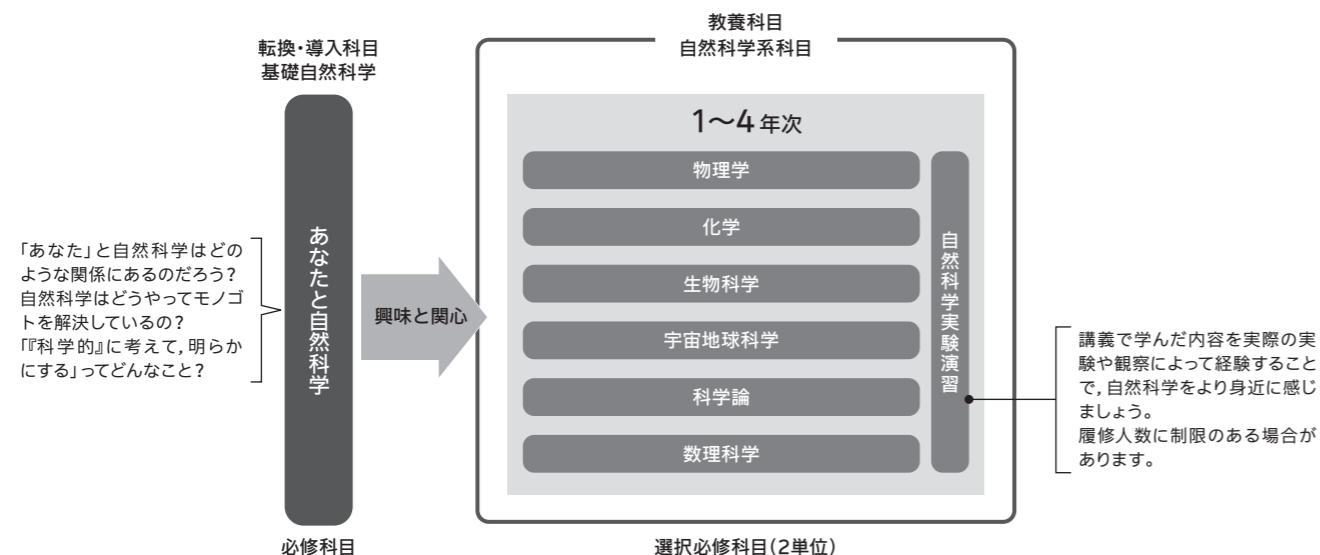 転換・導入科目
基礎自然科学
あなたと自然科学
必修科目
「あなた」と自然科学はどの
ような関係にあるのだろう?
自然科学はどうやってモノゴ
トを解決しているの?
「『科学的』に考えて,明らか
にする」ってどんなこと?
興味と関心
教養科目
自然科学系科目
1〜4 年次
物理学
化学
生物科学
宇宙地球科学
科学論
数理科学
自然科学実験演習
選択必修科目(2単位)
講義で学んだ内容を実際の実
験や観察によって経験すること
で,自然科学をより身近に感じ
ましょう。
履修人数に制限のある場合が
あります。